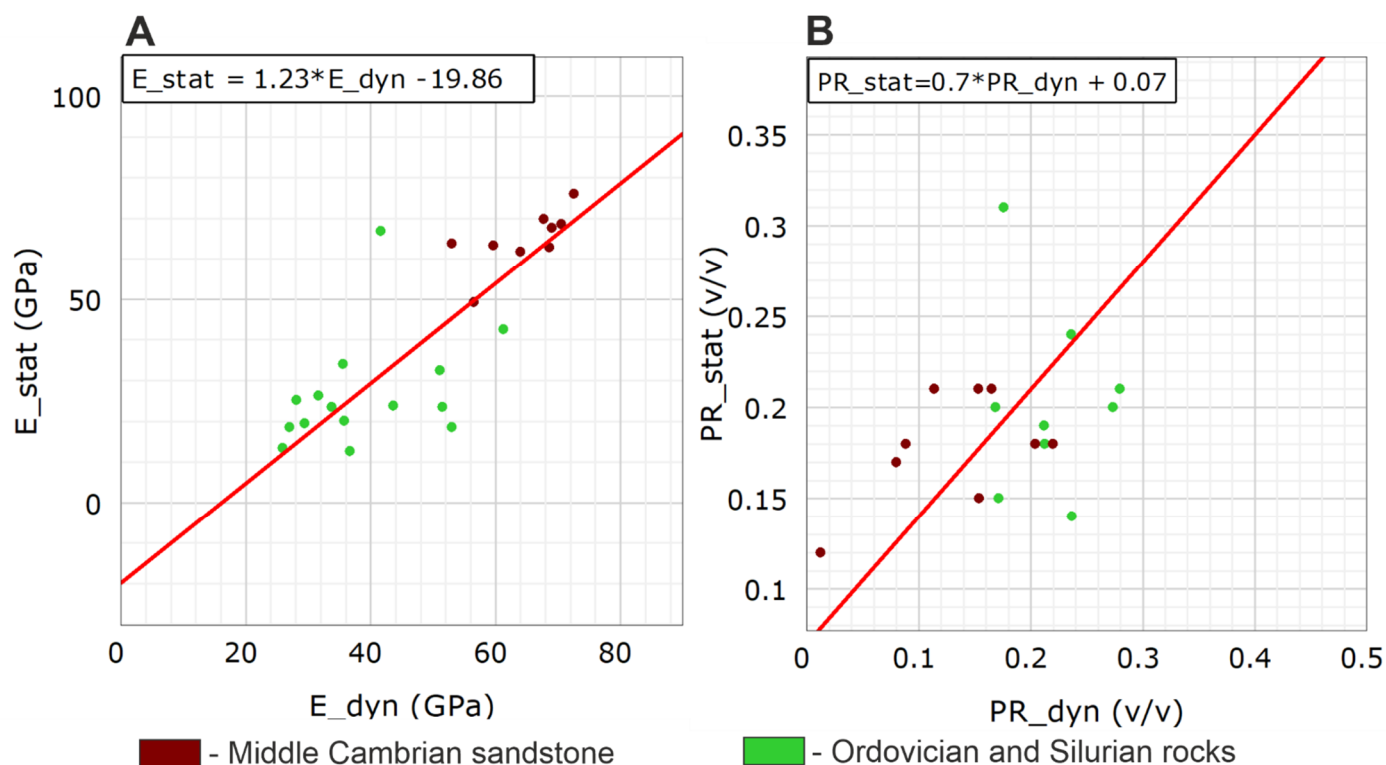 A
E_stat = 1.23*E_dyn -19.86
100
50
0
E_stat (GPa)
0 20 40 60 80
E_dyn (GPa)
B
PR_stat=0.7*PR_dyn + 0.07
0.35
0.3
0.25
0.2
0.15
0.1
PR_stat (v/v)
0 0.1 0.2 0.3 0.4 0.5
PR_dyn (v/v)
- Middle Cambrian sandstone
- Ordovician and Silurian rocks